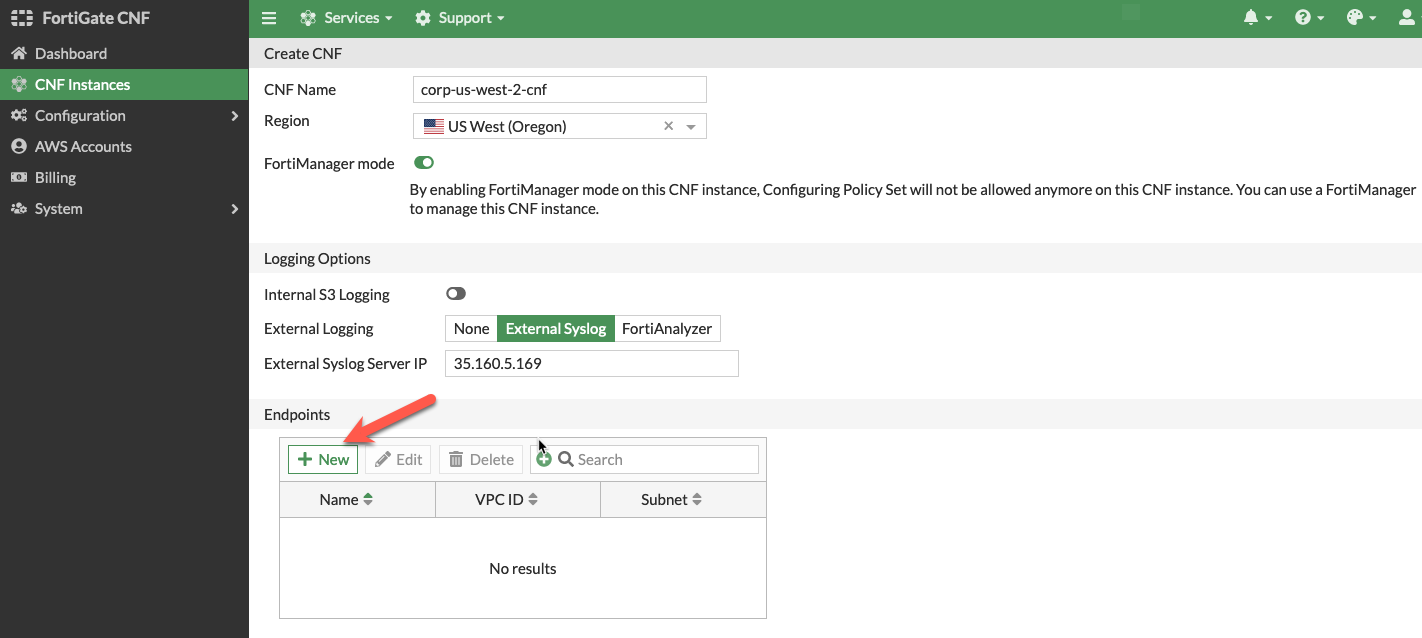 FortiGate CNF
Services
Support
Dashboard
CNF Instances
Configuration
AWS Accounts
Billing
System
Create CNF
CNF Name
corp-us-west-2-cnf
Region
US West (Oregon)
FortiManager mode
By enabling FortiManager mode on this CNF instance, Configuring Policy Set will not be allowed anymore on this CNF instance. You can use a FortiManager
to manage this CNF instance.
Logging Options
Internal S3 Logging
External Logging
None External Syslog FortiAnalyzer
External Syslog Server IP
35.160.5.169
Endpoints
New Edit Delete Search
Name VPC ID Subnet
No results